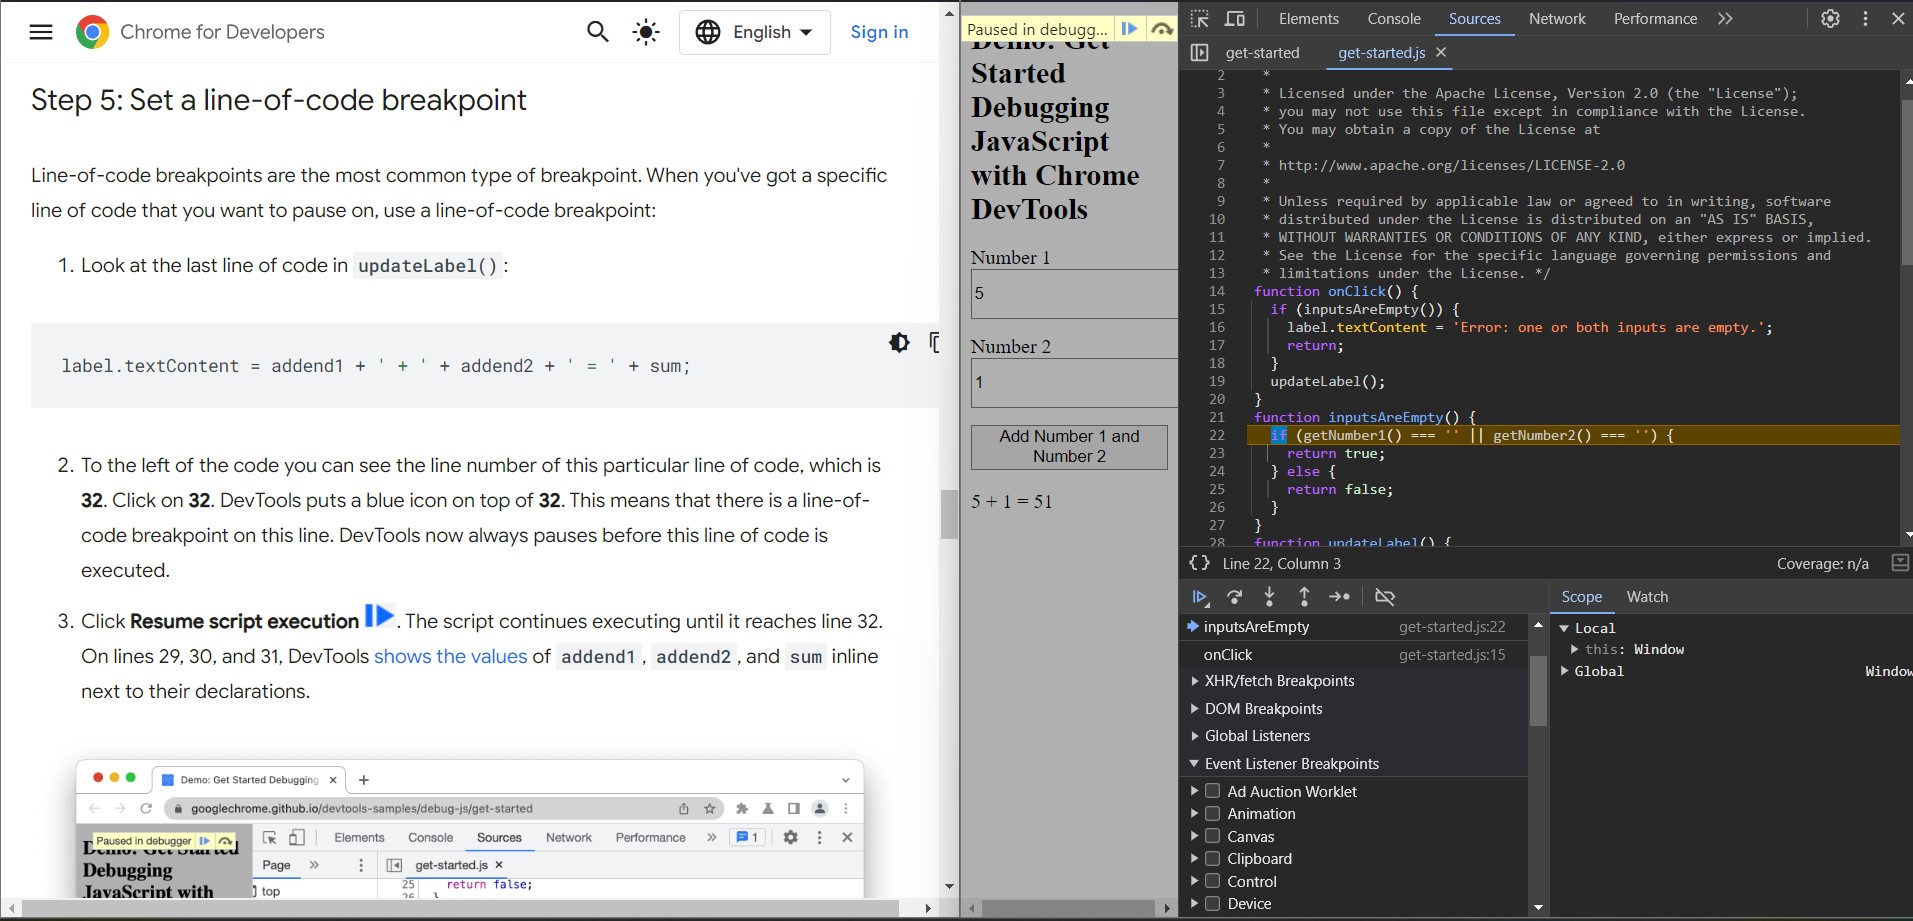 Chrome for Developers
English
Sign in
Step 5: Set a line-of-code breakpoint
Line-of-code breakpoints are the most common type of breakpoint. When you've got a specific
line of code that you want to pause on, use a line-of-code breakpoint:
1. Look at the last line of code in updateLabel() :
label.textContent = addend1 + ' + ' + addend2 + ' = ' + sum;
2. To the left of the code you can see the line number of this particular line of code, which is
32. Click on 32. DevTools puts a blue icon on top of 32. This means that there is a line-of-
code breakpoint on this line. DevTools now always pauses before this line of code is
executed.
3. Click Resume script execution . The script continues executing until it reaches line 32.
On lines 29, 30, and 31, DevTools shows the values of addend1 , addend2 , and sum inline
next to their declarations.
Demo: Get Started Debugging
googlechrome.github.io/devtools-samples/debug-js/get-started
Paused in debugger
Elements Console Sources Network Performance 1
Demo: Get Started
Debugging
JavaScript with
Page
get-started.js
top
25 return false;
26 }
Paused in debugg...
Demo: Get
Started
Debugging
JavaScript
with Chrome
DevTools
Number 1
5
Number 2
1
Add Number 1 and
Number 2
5 + 1 = 51
Elements Console Sources Network Performance
get-started get-started.js
2 *
3 * Licensed under the Apache License, Version 2.0 (the "License");
4 * you may not use this file except in compliance with the License.
5 * You may obtain a copy of the License at
6 *
7 * http://www.apache.org/licenses/LICENSE-2.0
8 *
9 * Unless required by applicable law or agreed to in writing, software
10 * distributed under the License is distributed on an "AS IS" BASIS,
11 * WITHOUT WARRANTIES OR CONDITIONS OF ANY KIND, either express or implied.
12 * See the License for the specific language governing permissions and
13 * limitations under the License. */
14 function onClick() {
15 if (inputsAreEmpty()) {
16 label.textContent = 'Error: one or both inputs are empty.';
17 return;
18 }
19 updateLabel();
20 }
21 function inputsAreEmpty() {
22 if (getNumber1() === '' || getNumber2() === '') {
23 return true;
24 } else {
25 return false;
26 }
27 }
28 function updateLabel() {
{} Line 22, Column 3
Coverage: n/a
inputsAreEmpty get-started.js:22
onClick get-started.js:15
XHR/fetch Breakpoints
DOM Breakpoints
Global Listeners
Event Listener Breakpoints
Ad Auction Worklet
Animation
Canvas
Clipboard
Control
Device
Scope Watch
Local
this: Window
Global Window